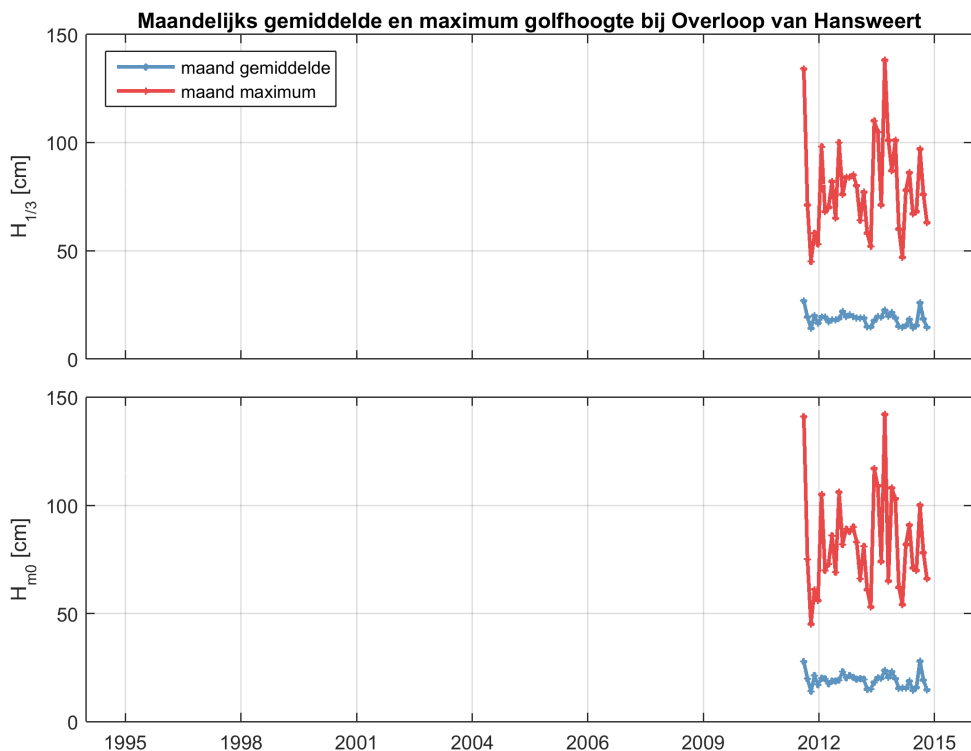 Maandelijks gemiddelde en maximum golfhoogte bij Overloop van Hansweert
150
maand gemiddelde
maand maximum
100
H1/3 [cm]
50
0
150
100
Hm0 [cm]
50
0
1995 1998 2001 2004 2006 2009 2012 2015